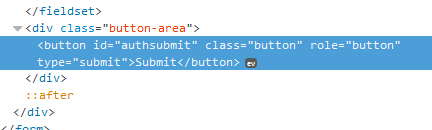 </fieldset>
<div class="button-area">
<button id="authsubmit" class="button" role="button"
type="submit">Submit</button> ev
</div>
::after
</div>
</form>